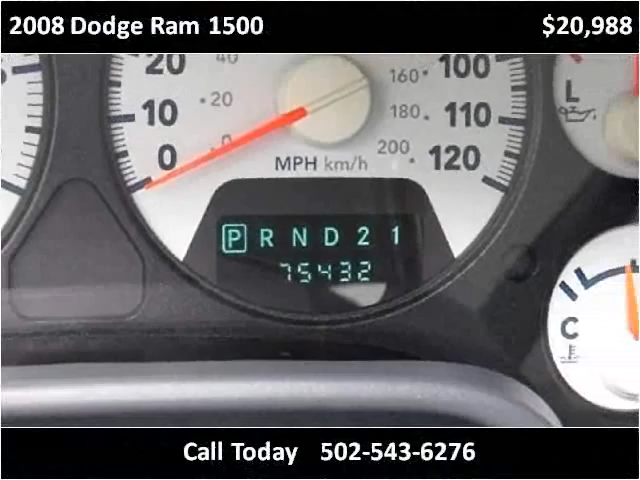 2008 Dodge Ram 1500 $20,988
20 40 160 100
10 20 180 110
0 0 MPH km/h 200 120
L
P R N D 2 1
75432
C
Call Today 502-543-6276